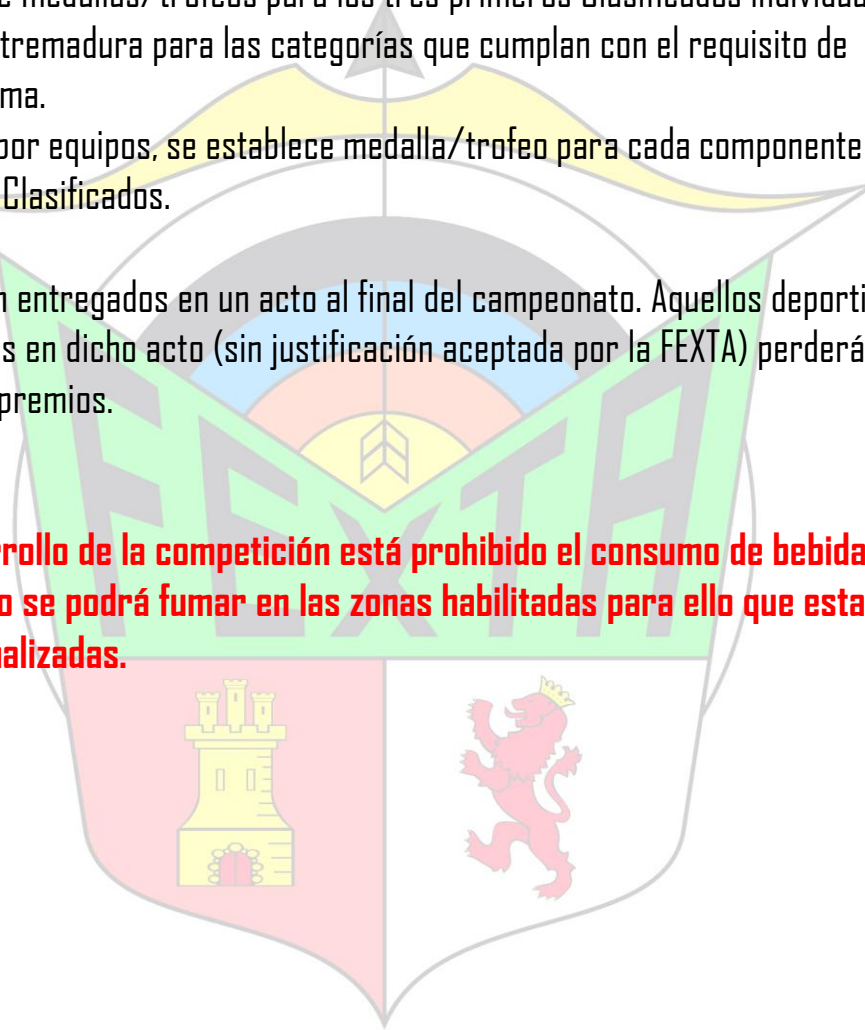 e medallas/trofeos para los tres primeros Clasificados
tremadura para las categorías que cumplan con el requisito de
ma.
por equipos, se establece medalla/trofeo para cada componente
Clasificados.
n entregados en un acto al final del campeonato. Aquellos deporti
s en dicho acto (sin justificación aceptada por la FEXTA) perderá
premios.
rrollo de la competición está prohibido el consumo de bebida
o se podrá fumar en las zonas habilitadas para ello que esta
alizadas.
FEXTA